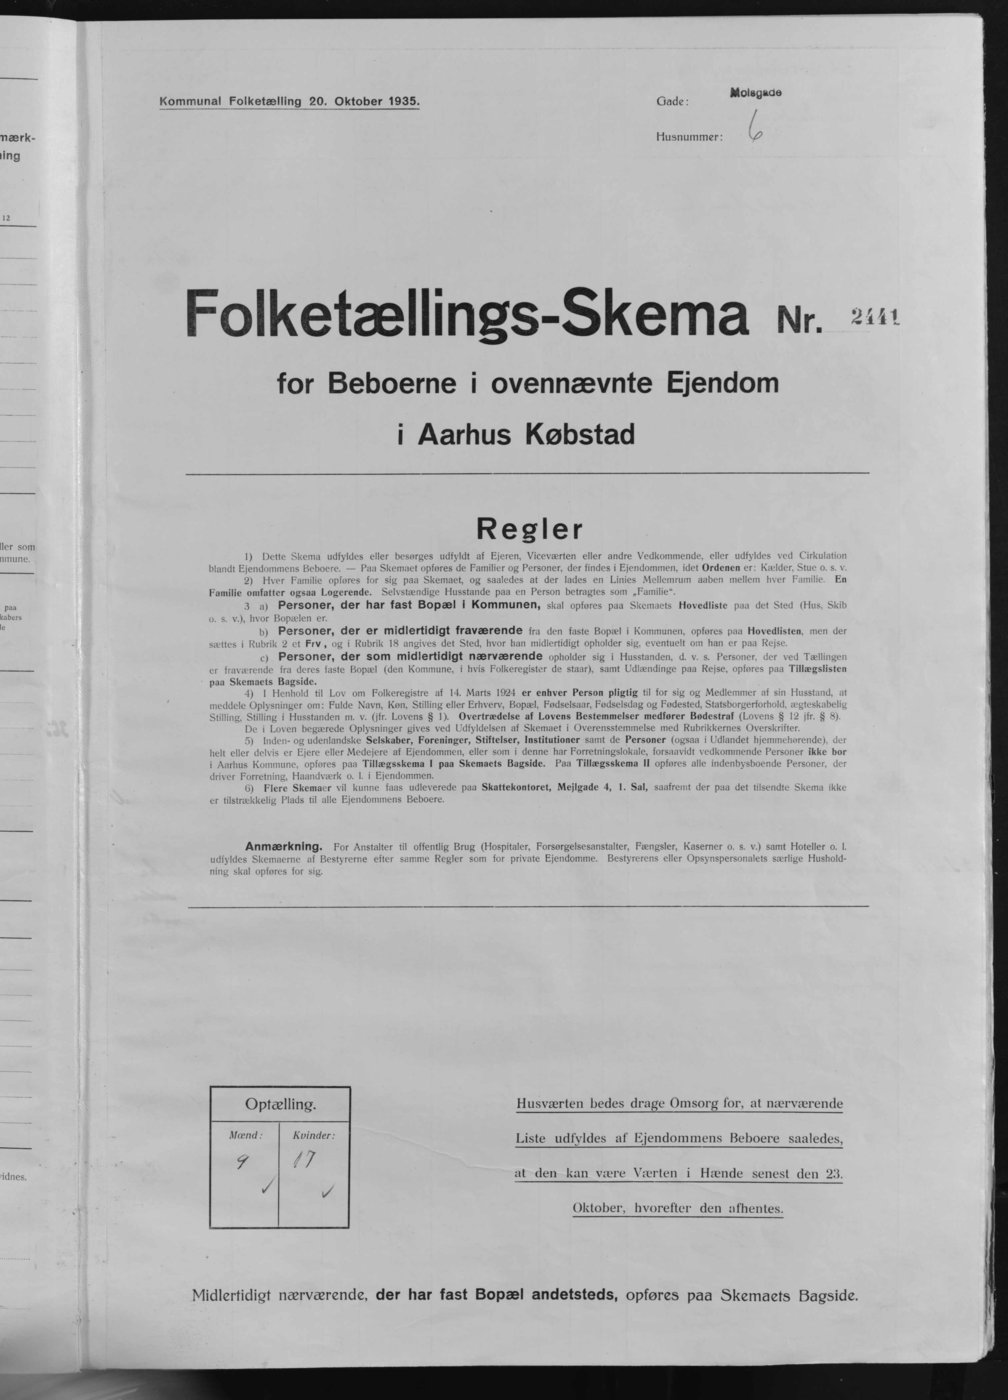 Kommunal Folketælling 20. Oktober 1935.
Gade: Molsgade
Husnummer: 6
Folketællings-Skema Nr. 2441
for Beboerne i ovennævnte Ejendom
i Aarhus Købstad
Regler
1) Dette Skema udfyldes eller besørges udfyldt af Ejeren, Viceværten eller andre Vedkommende, eller udfyldes ved Cirkulation
blandt Ejendommens Beboere. — Paa Skemaet opføres de Familier og Personer, der findes i Ejendommen, idet Ordenen er: Kælder, Stue o. s. v.
2) Hver Familie opføres for sig paa Skemaet, og saaledes at der lades en Linies Mellemrum aaben mellem hver Familie. En
Familie omfatter ogsaa Logerende. Selvstændige Husstande paa en Person betragtes som „Familie“.
3 a) Personer, der har fast Bopæl i Kommunen, skal opføres paa Skemaets Hovedliste paa det Sted (Hus, Skib
o. s. v.), hvor Bopælen er.
b) Personer, der er midlertidigt fraværende fra den faste Bopæl i Kommunen, opføres paa Hovedlisten, men der
sættes i Rubrik 2 et Frv, og i Rubrik 18 angives det Sted, hvor han midlertidigt opholder sig, eventuelt om han er paa Rejse.
c) Personer, der som midlertidigt nærværende opholder sig i Husstanden, d. v. s. Personer, der ved Tællingen
er fraværende fra deres faste Bopæl (den Kommune, i hvis Folkeregister de staar), samt Udlændinge paa Rejse, opføres paa Tillægslisten
paa Skemaets Bagside.
4) I Henhold til Lov om Folkeregistre af 14. Marts 1924 er enhver Person pligtig til for sig og Medlemmer af sin Husstand, at
meddele Oplysninger om: Fulde Navn, Køn, Stilling eller Erhverv, Bopæl, Fødselsaar, Fødselsdag og Fødested, Statsborgerforhold, ægteskabelig
Stilling, Stilling i Husstanden m. v. (jfr. Lovens § 1). Overtrædelse af Lovens Bestemmelser medfører Bødestraf (Lovens § 12 jfr. § 8).
De i Loven begærede Oplysninger gives ved Udfyldelsen af Skemaet i Overensstemmelse med Rubrikkernes Overskrifter.
5) Inden- og udenlandske Selskaber, Foreninger, Stiftelser, Institutioner samt de Personer (ogsaa i Udlandet hjemmehørende), der
helt eller delvis er Ejere eller Medejere af Ejendommen, eller som i denne har Forretningslokale, forsaavidt vedkommende Personer ikke bor
i Aarhus Kommune, opføres paa Tillægsskema I paa Skemaets Bagside. Paa Tillægsskema II opføres alle indenbysboende Personer, der
driver Forretning, Haandværk o. l. i Ejendommen.
6) Flere Skemaer vil kunne faas udleverede paa Skattekontoret, Mejlgade 4, 1. Sal, saafremt der paa det tilsendte Skema ikke
er tilstrækkelig Plads til alle Ejendommens Beboere.
Anmærkning. For Anstalter til offentlig Brug (Hospitaler, Forsørgelsesanstalter, Fængsler, Kaserner o. s. v.) samt Hoteller o. l.
udfyldes Skemaerne af Bestyrerne efter samme Regler som for private Ejendomme. Bestyrerens eller Opsynspersonalets særlige Hushold-
ning skal opføres for sig.
Optælling.
Mænd: Kvinder:
9 17
Husværten bedes drage Omsorg for, at nærværende
Liste udfyldes af Ejendommens Beboere saaledes,
at den kan være Værten i Hænde senest den 23.
Oktober, hvorefter den afhentes.
Midlertidigt nærværende, der har fast Bopæl andetsteds, opføres paa Skemaets Bagside.
mærk-
ning
12
ller som
mmune.
paa
kabers
le
vidnes.